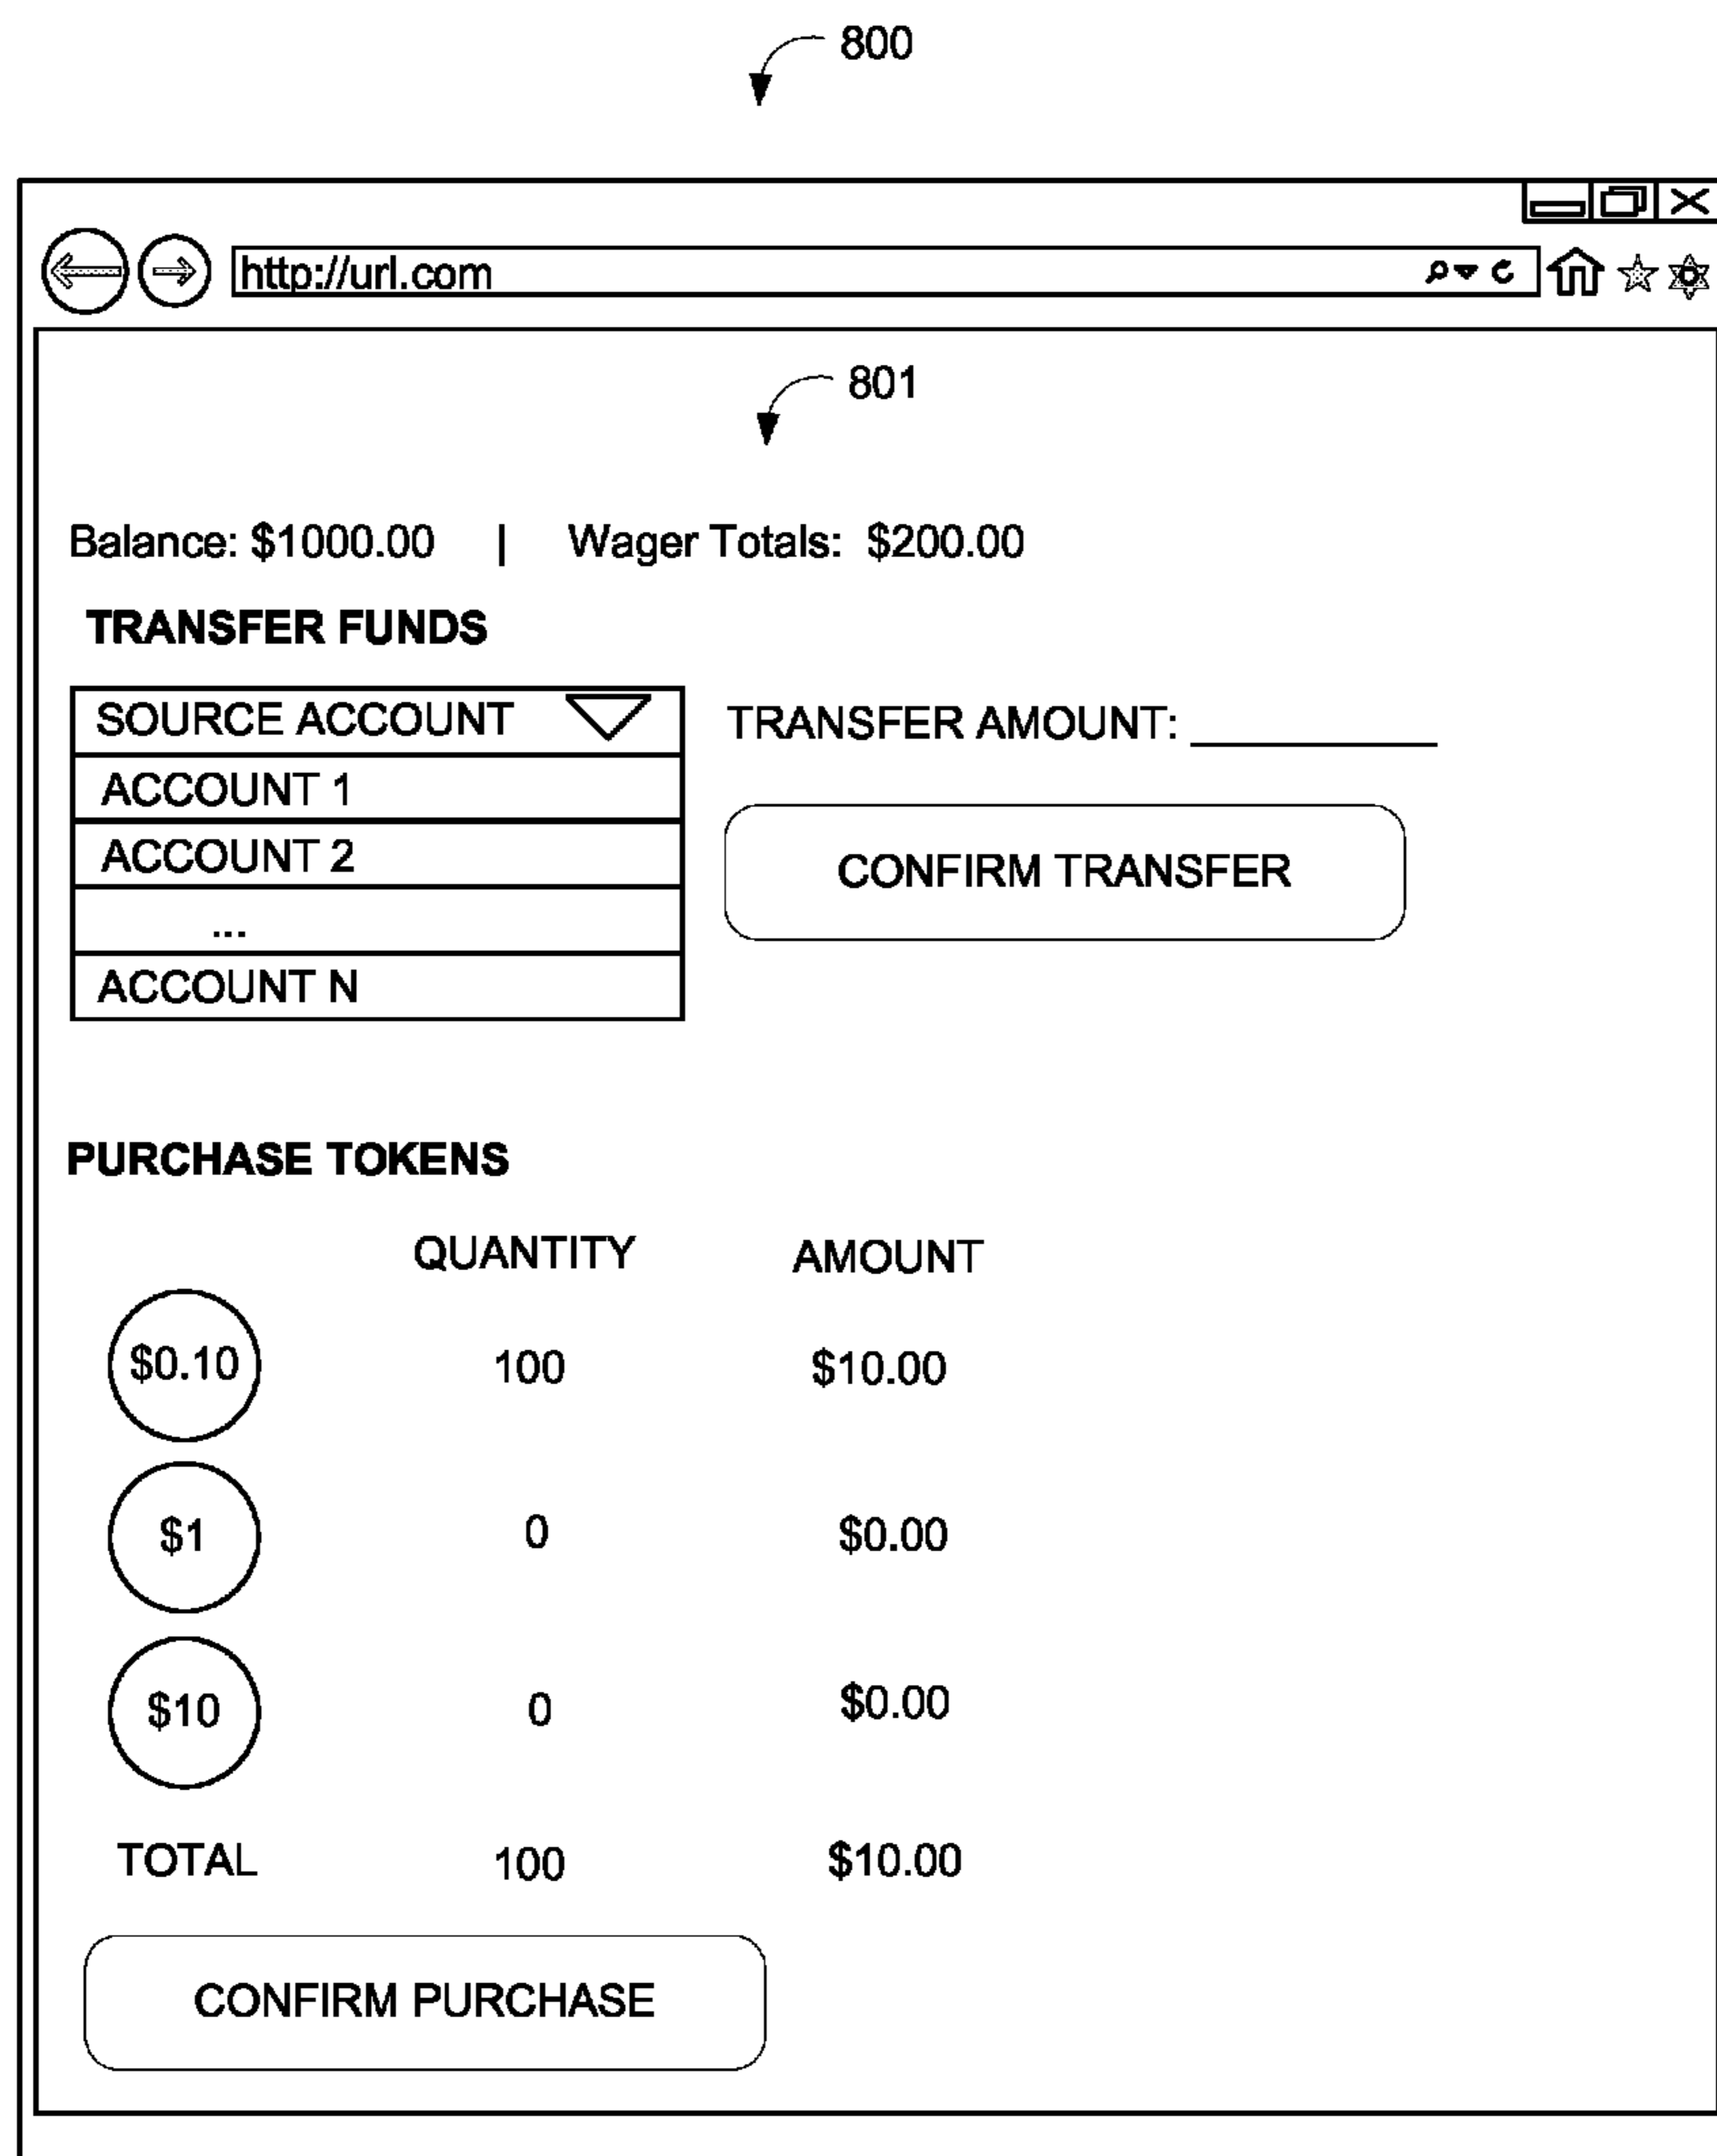 800
http://url.com
801
Balance: $1000.00 | Wager Totals: $200.00
TRANSFER FUNDS
SOURCE ACCOUNT TRANSFER AMOUNT: __________
ACCOUNT 1
ACCOUNT 2
CONFIRM TRANSFER
...
ACCOUNT N
PURCHASE TOKENS
QUANTITY AMOUNT
$0.10 100 $10.00
$1 0 $0.00
$10 0 $0.00
TOTAL 100 $10.00
CONFIRM PURCHASE